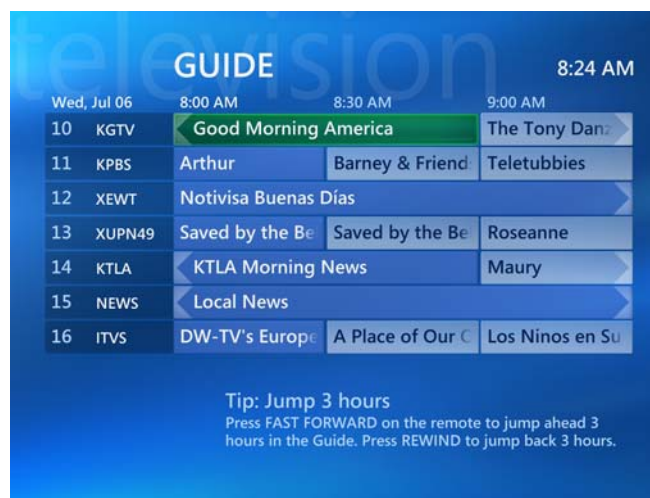 television
GUIDE 8:24 AM
Wed, Jul 06 8:00 AM 8:30 AM 9:00 AM
10 KGTV Good Morning America The Tony Danz
11 KPBS Arthur Barney & Friend Teletubbies
12 XEWT Notivisa Buenas Días
13 XUPN49 Saved by the Be Saved by the Be Roseanne
14 KTLA KTLA Morning News Maury
15 NEWS Local News
16 ITVS DW-TV's Europe A Place of Our C Los Ninos en Su
Tip: Jump 3 hours
Press FAST FORWARD on the remote to jump ahead 3
hours in the Guide. Press REWIND to jump back 3 hours.